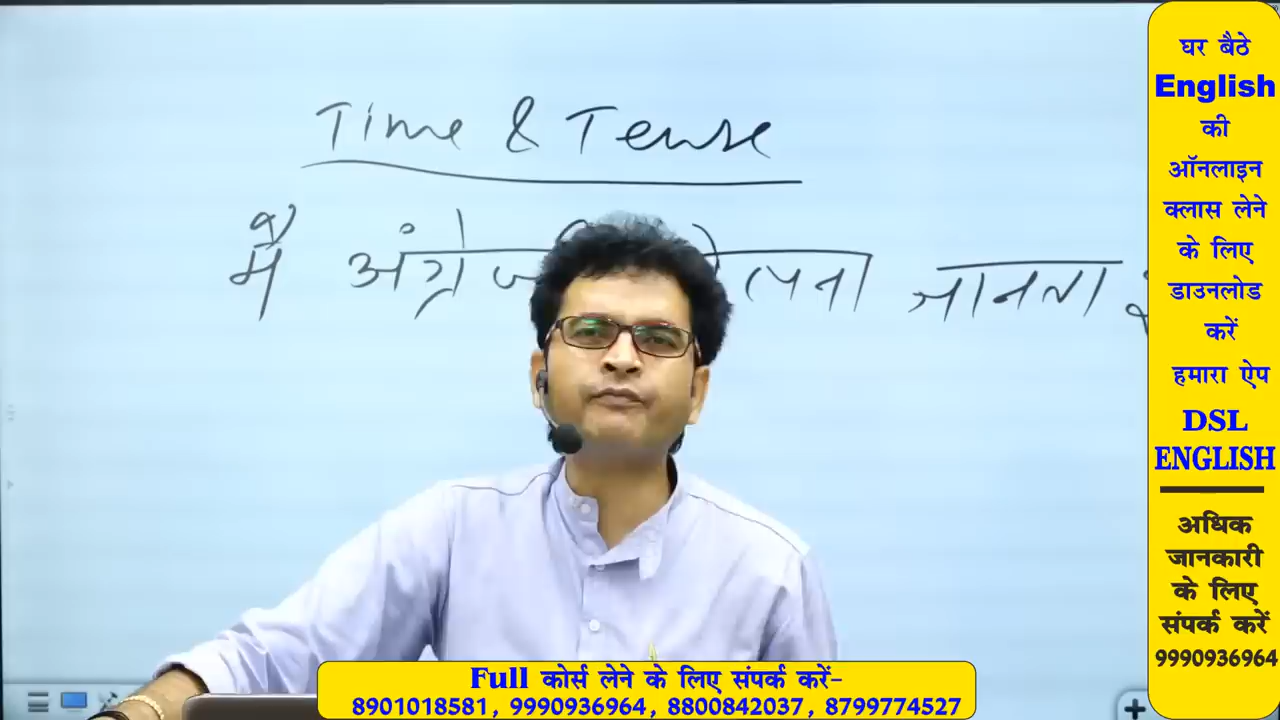 Time & Tense
मैं अंग्रेजी बोलना जानता
घर बैठे
English
की
ऑनलाइन
क्लास लेने
के लिए
डाउनलोड
करें
हमारा ऐप
DSL
ENGLISH
अधिक
जानकारी
के लिए
संपर्क करें
9990936964
Full कोर्स लेने के लिए संपर्क करें-
8901018581, 9990936964, 8800842037, 8799774527